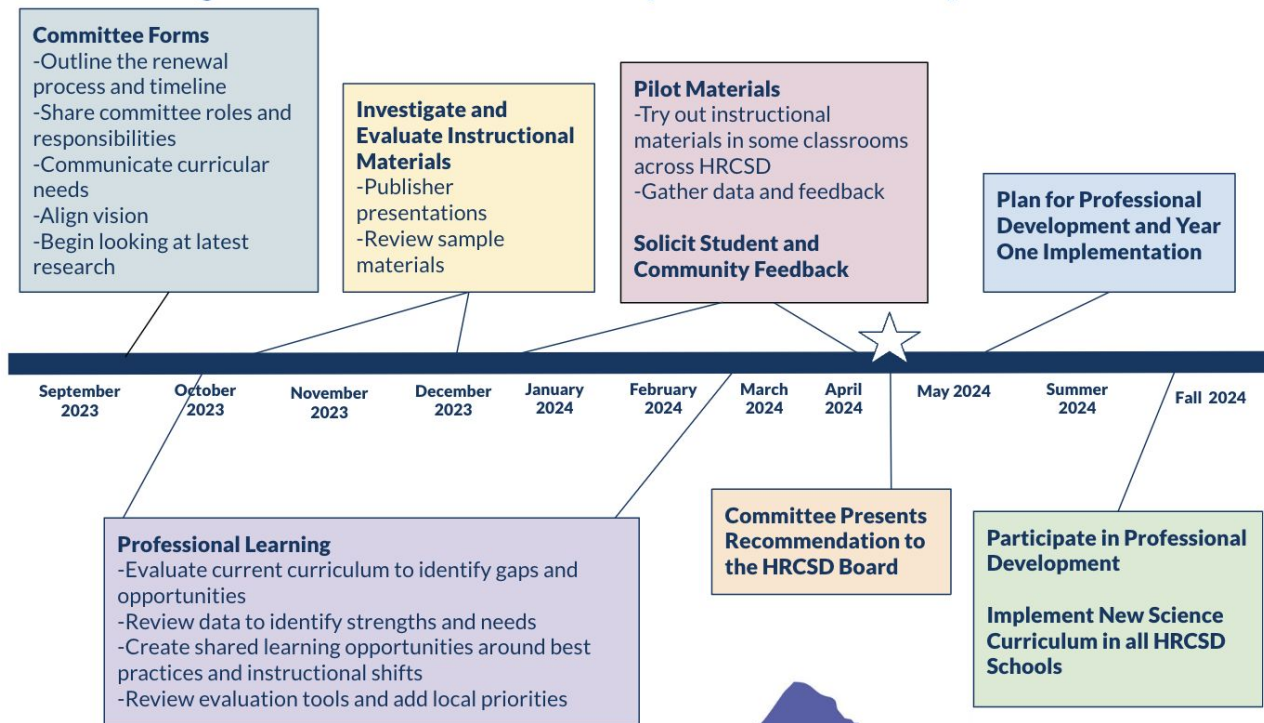 Committee Forms
-Outline the renewal
process and timeline
-Share committee roles and
responsibilities
-Communicate curricular
needs
-Align vision
-Begin looking at latest
research
Investigate and
Evaluate Instructional
Materials
-Publisher
presentations
-Review sample
materials
Pilot Materials
-Try out instructional
materials in some classrooms
across HRCSD
-Gather data and feedback
Solicit Student and
Community Feedback
Plan for Professional
Development and Year
One Implementation
September
2023
October
2023
November
2023
December
2023
January
2024
February
2024
March
2024
April
2024
May 2024
Summer
2024
Fall 2024
Professional Learning
-Evaluate current curriculum to identify gaps and
opportunities
-Review data to identify strengths and needs
-Create shared learning opportunities around best
practices and instructional shifts
-Review evaluation tools and add local priorities
Committee Presents
Recommendation to
the HRCSD Board
Participate in Professional
Development
Implement New Science
Curriculum in all HRCSD
Schools